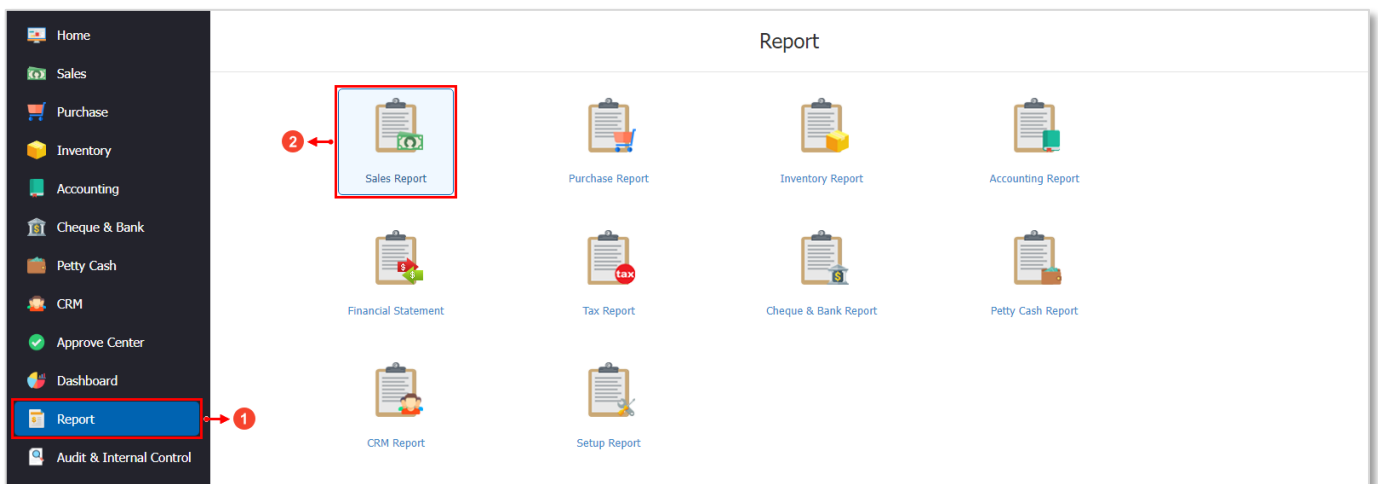 Home
Sales
Purchase
Inventory
Accounting
Cheque & Bank
Petty Cash
CRM
Approve Center
Dashboard
Report
1
Audit & Internal Control
Report
2
Sales Report
Purchase Report
Inventory Report
Accounting Report
$
$
tax
$
Financial Statement
Tax Report
Cheque & Bank Report
Petty Cash Report
CRM Report
Setup Report